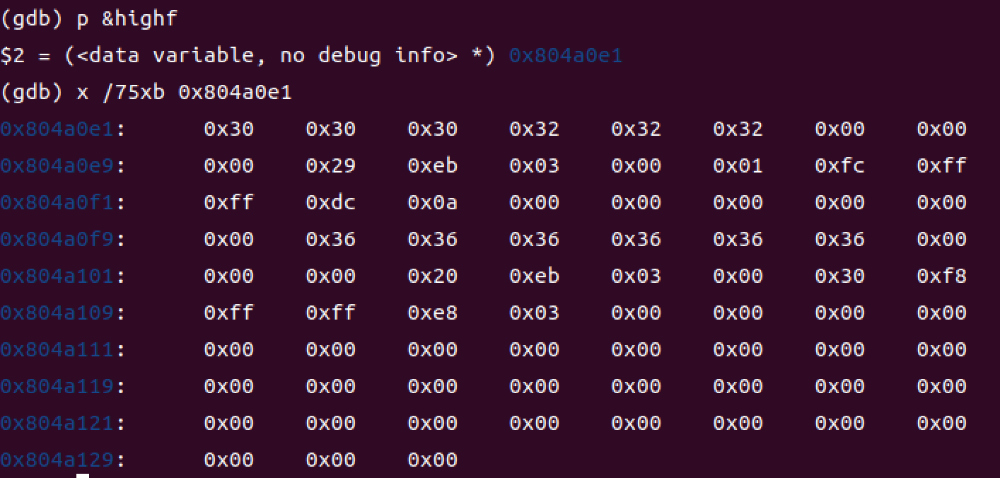 (gdb) p &highf
$2 = (<data variable, no debug info> *) 0x804a0e1
(gdb) x /75xb 0x804a0e1
0x804a0e1: 0x30 0x30 0x30 0x32 0x32 0x32 0x00 0x00
0x804a0e9: 0x00 0x29 0xeb 0x03 0x00 0x01 0xfc 0xff
0x804a0f1: 0xff 0xdc 0x0a 0x00 0x00 0x00 0x00 0x00
0x804a0f9: 0x00 0x36 0x36 0x36 0x36 0x36 0x36 0x00
0x804a101: 0x00 0x00 0x20 0xeb 0x03 0x00 0x30 0xf8
0x804a109: 0xff 0xff 0xe8 0x03 0x00 0x00 0x00 0x00
0x804a111: 0x00 0x00 0x00 0x00 0x00 0x00 0x00 0x00
0x804a119: 0x00 0x00 0x00 0x00 0x00 0x00 0x00 0x00
0x804a121: 0x00 0x00 0x00 0x00 0x00 0x00 0x00 0x00
0x804a129: 0x00 0x00 0x00